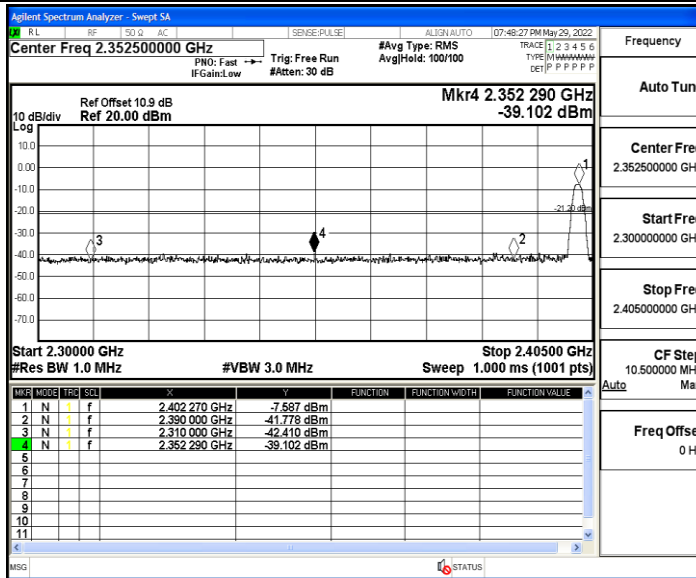 Agilent Spectrum Analyzer - Swept SA
RL RF 50 Ω AC SENSE:PULSE ALIGN AUTO 07:48:27 PM May 29, 2022
Center Freq 2.352500000 GHz
PNO: Fast
IFGain:Low
Trig: Free Run
#Atten: 30 dB
#Avg Type: RMS
Avg|Hold: 100/100
TRACE 1 2 3 4 5 6
TYPE M WWWWW
DET P P P P P P
Ref Offset 10.9 dB
10 dB/div Ref 20.00 dBm
Log
Mkr4 2.352 290 GHz
-39.102 dBm
10.0
0.00
-10.0
-20.0
-30.0
-40.0
-50.0
-60.0
-70.0
1
-21.20 dBm
2
3
4
Start 2.30000 GHz Stop 2.40500 GHz
#Res BW 1.0 MHz #VBW 3.0 MHz Sweep 1.000 ms (1001 pts)
MKR MODE TRC SCL X Y FUNCTION FUNCTION WIDTH FUNCTION VALUE
1 N 1 f 2.402 270 GHz -7.587 dBm
2 N 1 f 2.390 000 GHz -41.778 dBm
3 N 1 f 2.310 000 GHz -42.410 dBm
4 N 1 f 2.352 290 GHz -39.102 dBm
5
6
7
8
9
10
11
MSG STATUS
Frequency
Auto Tun
Center Fre
2.352500000 GH
Start Fre
2.300000000 GH
Stop Fre
2.405000000 GH
CF Ste
10.500000 MH
Auto Ma
Freq Offse
0 H